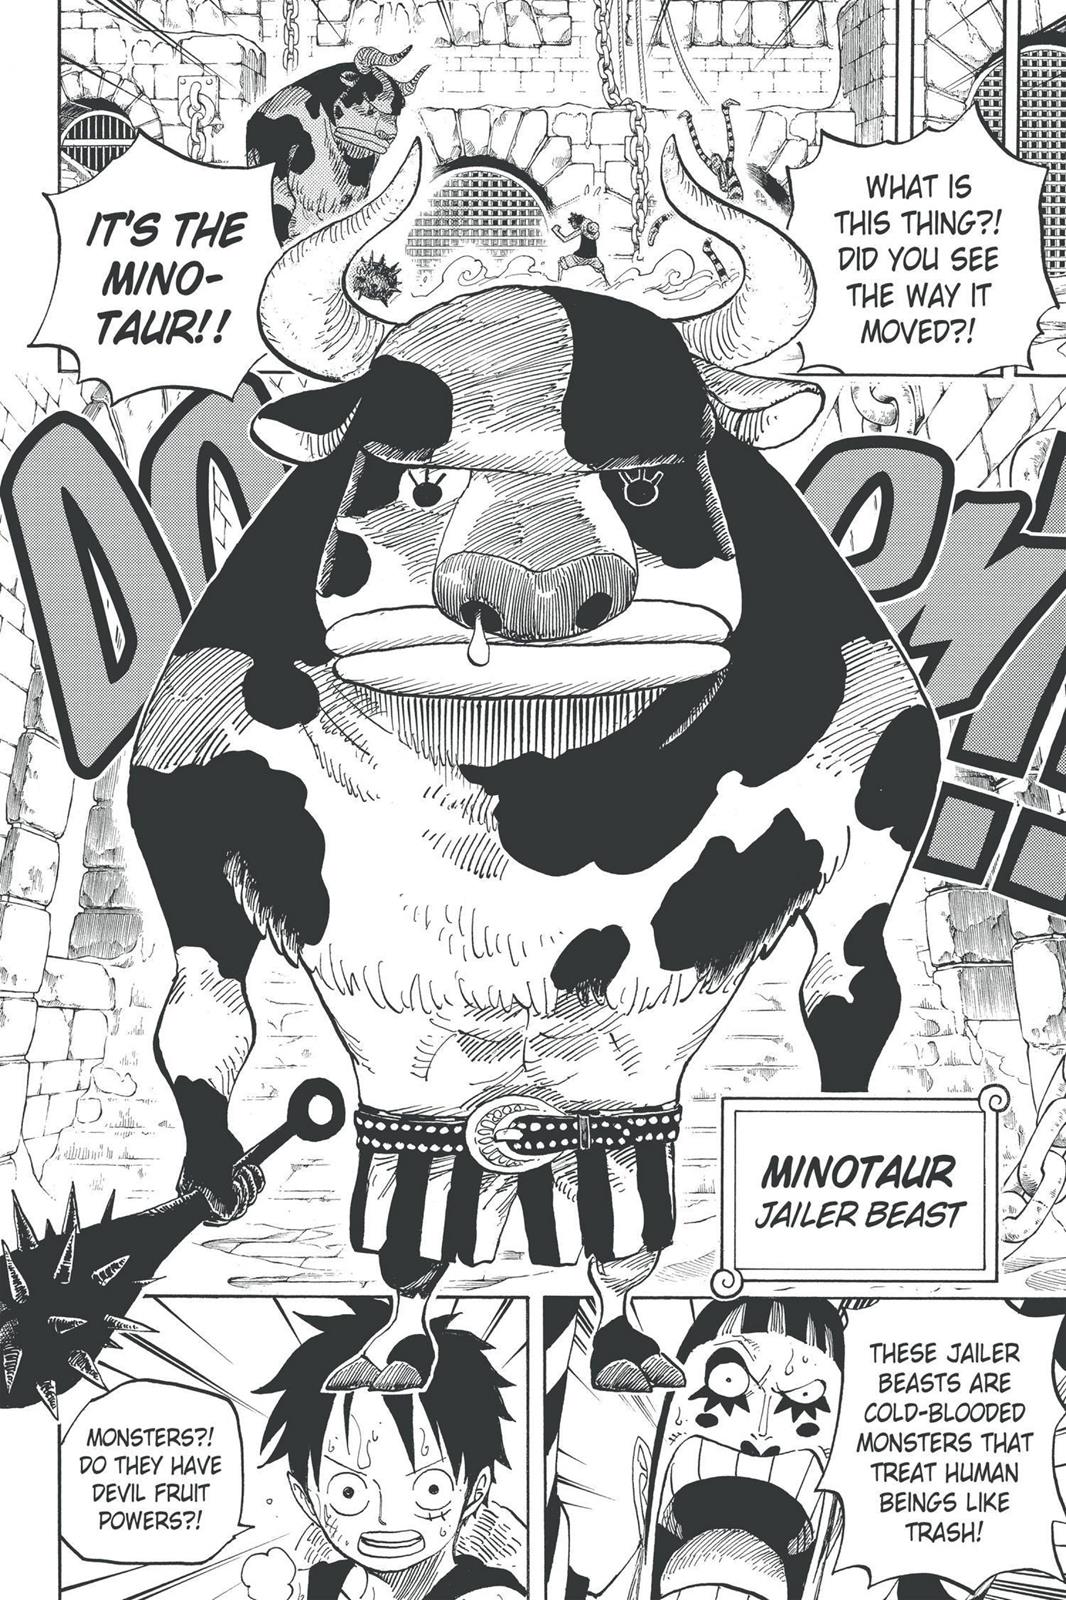 IT'S THE
MINO-
TAUR!!
WHAT IS
THIS THING?!
DID YOU SEE
THE WAY IT
MOVED?!
DOOM!!
MINOTAUR
JAILER BEAST
MONSTERS?!
DO THEY HAVE
DEVIL FRUIT
POWERS?!
THESE JAILER
BEASTS ARE
COLD-BLOODED
MONSTERS THAT
TREAT HUMAN
BEINGS LIKE
TRASH!